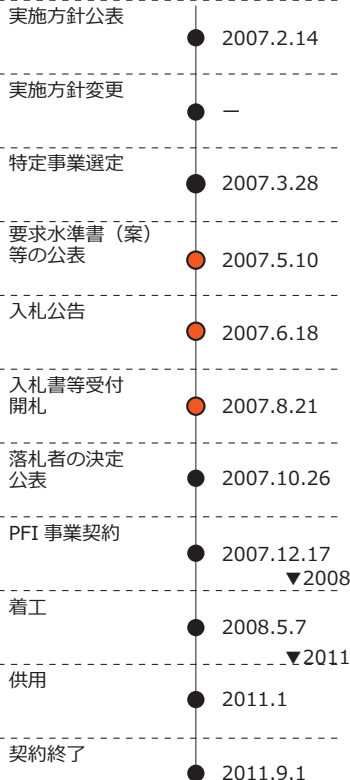 実施方針公表
2007.2.14
実施方針変更
−
特定事業選定
2007.3.28
要求水準書（案）
等の公表
2007.5.10
入札公告
2007.6.18
入札書等受付
開札
2007.8.21
落札者の決定
公表
2007.10.26
PFI 事業契約
2007.12.17
▼2008
着工
2008.5.7
▼2011
供用
2011.1
契約終了
2011.9.1